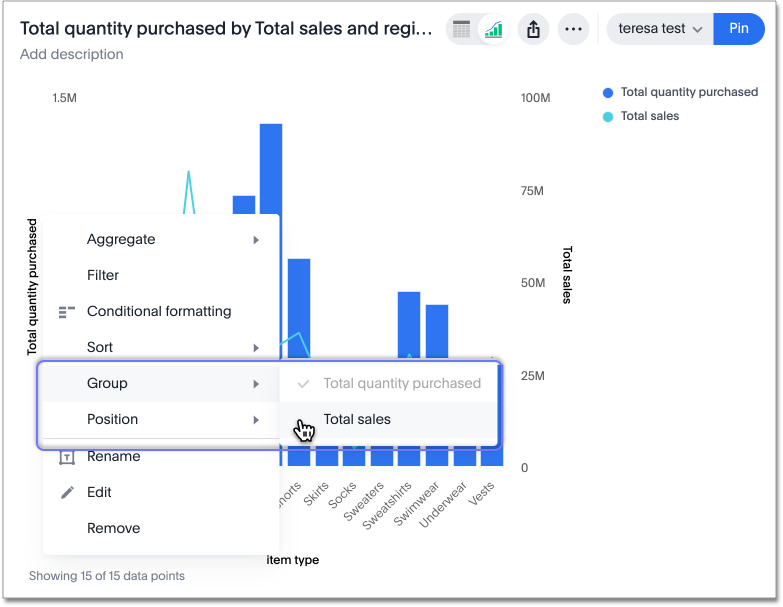 Total quantity purchased by Total sales and regi...
teresa test
Pin
Add description
1.5M
100M
75M
50M
25M
0
Total quantity purchased
Total sales
Total quantity purchased
Total sales
Aggregate
Filter
Conditional formatting
Sort
Group
Position
Rename
Edit
Remove
Total quantity purchased
Total sales
Skirts
Socks
Sweaters
Sweatshirts
Swimwear
Underwear
Vests
item type
Showing 15 of 15 data points